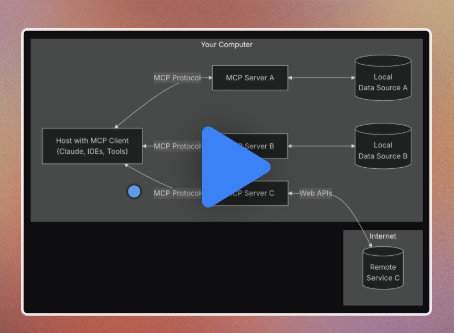 Your Computer
MCP Protocol
MCP Server A
Local
Data Source A
Host with MCP Client
(Claude, IDEs, Tools)
MCP Protocol
Server B
Local
Data Source B
MCP Protocol
MCP Server C
Web APIs
Internet
Remote
Service C